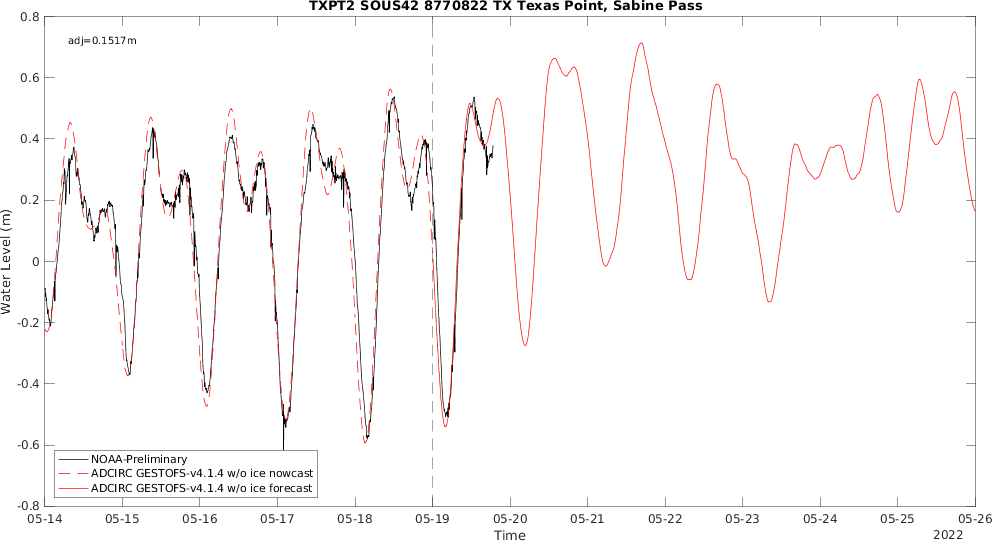 TXPT2 SOUS42 8770822 TX Texas Point, Sabine Pass
adj=0.1517m
Water Level (m)
0.8
0.6
0.4
0.2
0
-0.2
-0.4
-0.6
-0.8
NOAA-Preliminary
ADCIRC GESTOFS-v4.1.4 w/o ice nowcast
ADCIRC GESTOFS-v4.1.4 w/o ice forecast
05-14 05-15 05-16 05-17 05-18 05-19 05-20 05-21 05-22 05-23 05-24 05-25 05-26
Time
2022